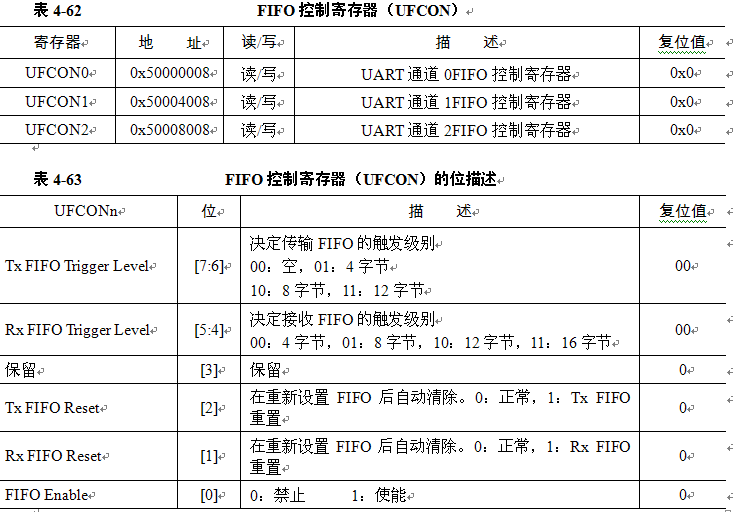 表 4-62 FIFO 控制寄存器（UFCON）
寄存器 地 址 读/写 描 述 复位值
UFCON0 0x50000008 读/写 UART 通道 0FIFO 控制寄存器 0x0
UFCON1 0x50004008 读/写 UART 通道 1FIFO 控制寄存器 0x0
UFCON2 0x50008008 读/写 UART 通道 2FIFO 控制寄存器 0x0
表 4-63 FIFO 控制寄存器（UFCON）的位描述
UFCONn 位 描 述 复位值
Tx FIFO Trigger Level [7:6] 决定传输 FIFO 的触发级别
00：空，01：4 字节
10：8 字节，11：12 字节 00
Rx FIFO Trigger Level [5:4] 决定接收 FIFO 的触发级别
00：4 字节，01：8 字节，10：12 字节，11：16 字节 00
保留 [3] 保留 0
Tx FIFO Reset [2] 在重新设置 FIFO 后自动清除。0：正常，1：Tx FIFO
重置 0
Rx FIFO Reset [1] 在重新设置 FIFO 后自动清除。0：正常，1：Rx FIFO
重置 0
FIFO Enable [0] 0：禁止 1：使能 0